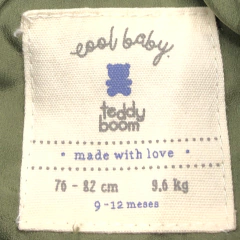 cool baby.
teddy
boom
• made with love •
76 - 82 cm 9.6 kg
9-12 meses